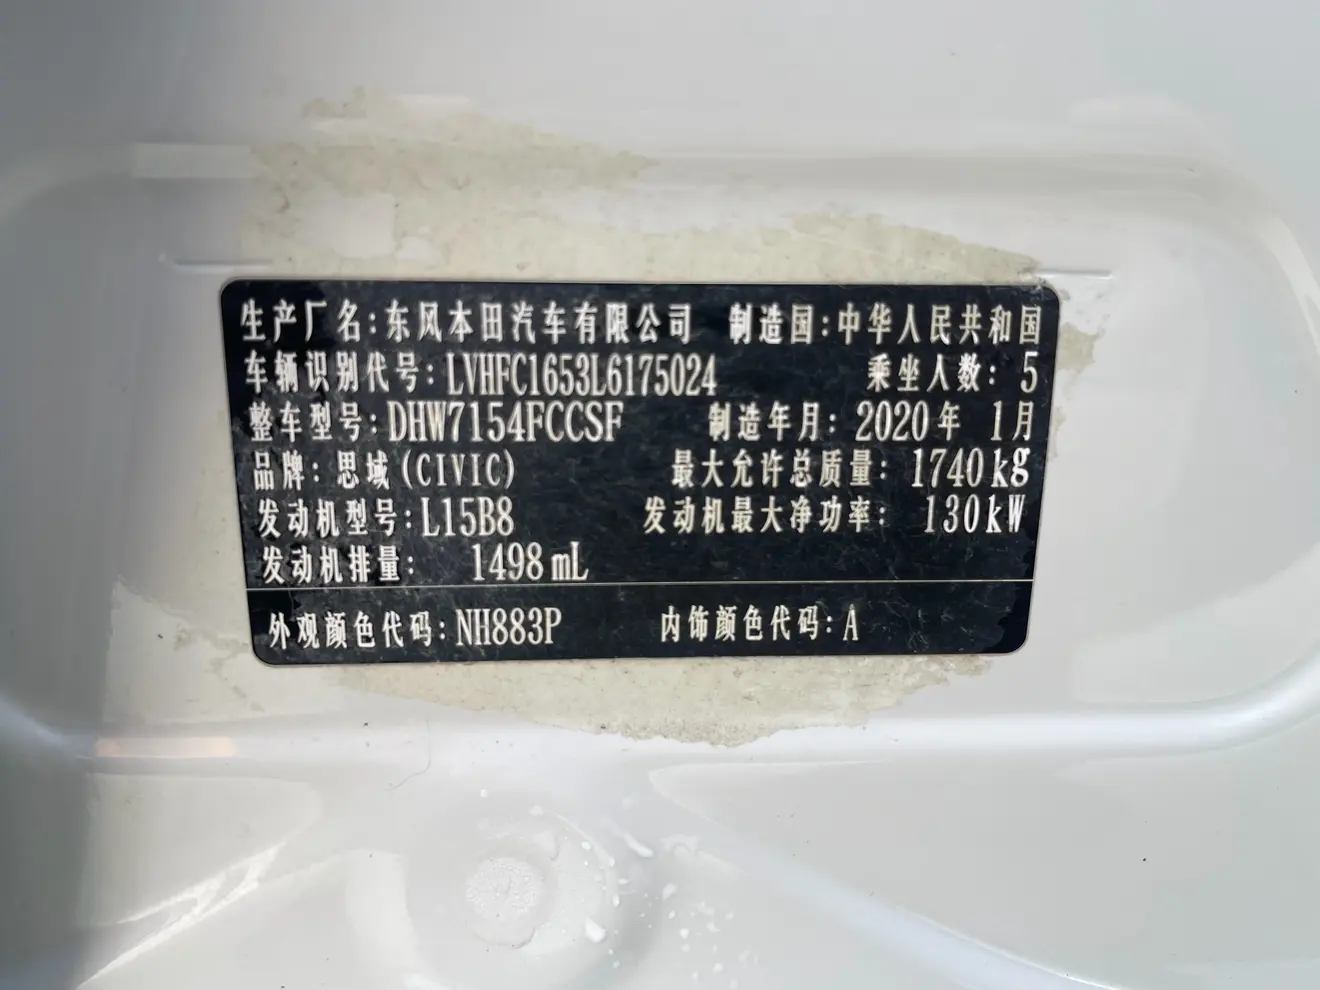 生产厂名:东风本田汽车有限公司 制造国:中华人民共和国
车辆识别代号:LVHFC1653L6175024 乘坐人数: 5
整车型号:DHW7154FCCSF 制造年月: 2020年 1月
品牌: 思域(CIVIC) 最大允许总质量: 1740kg
发动机型号:L15B8 发动机最大净功率: 130kW
发动机排量: 1498mL
外观颜色代码:NH883P 内饰颜色代码:A